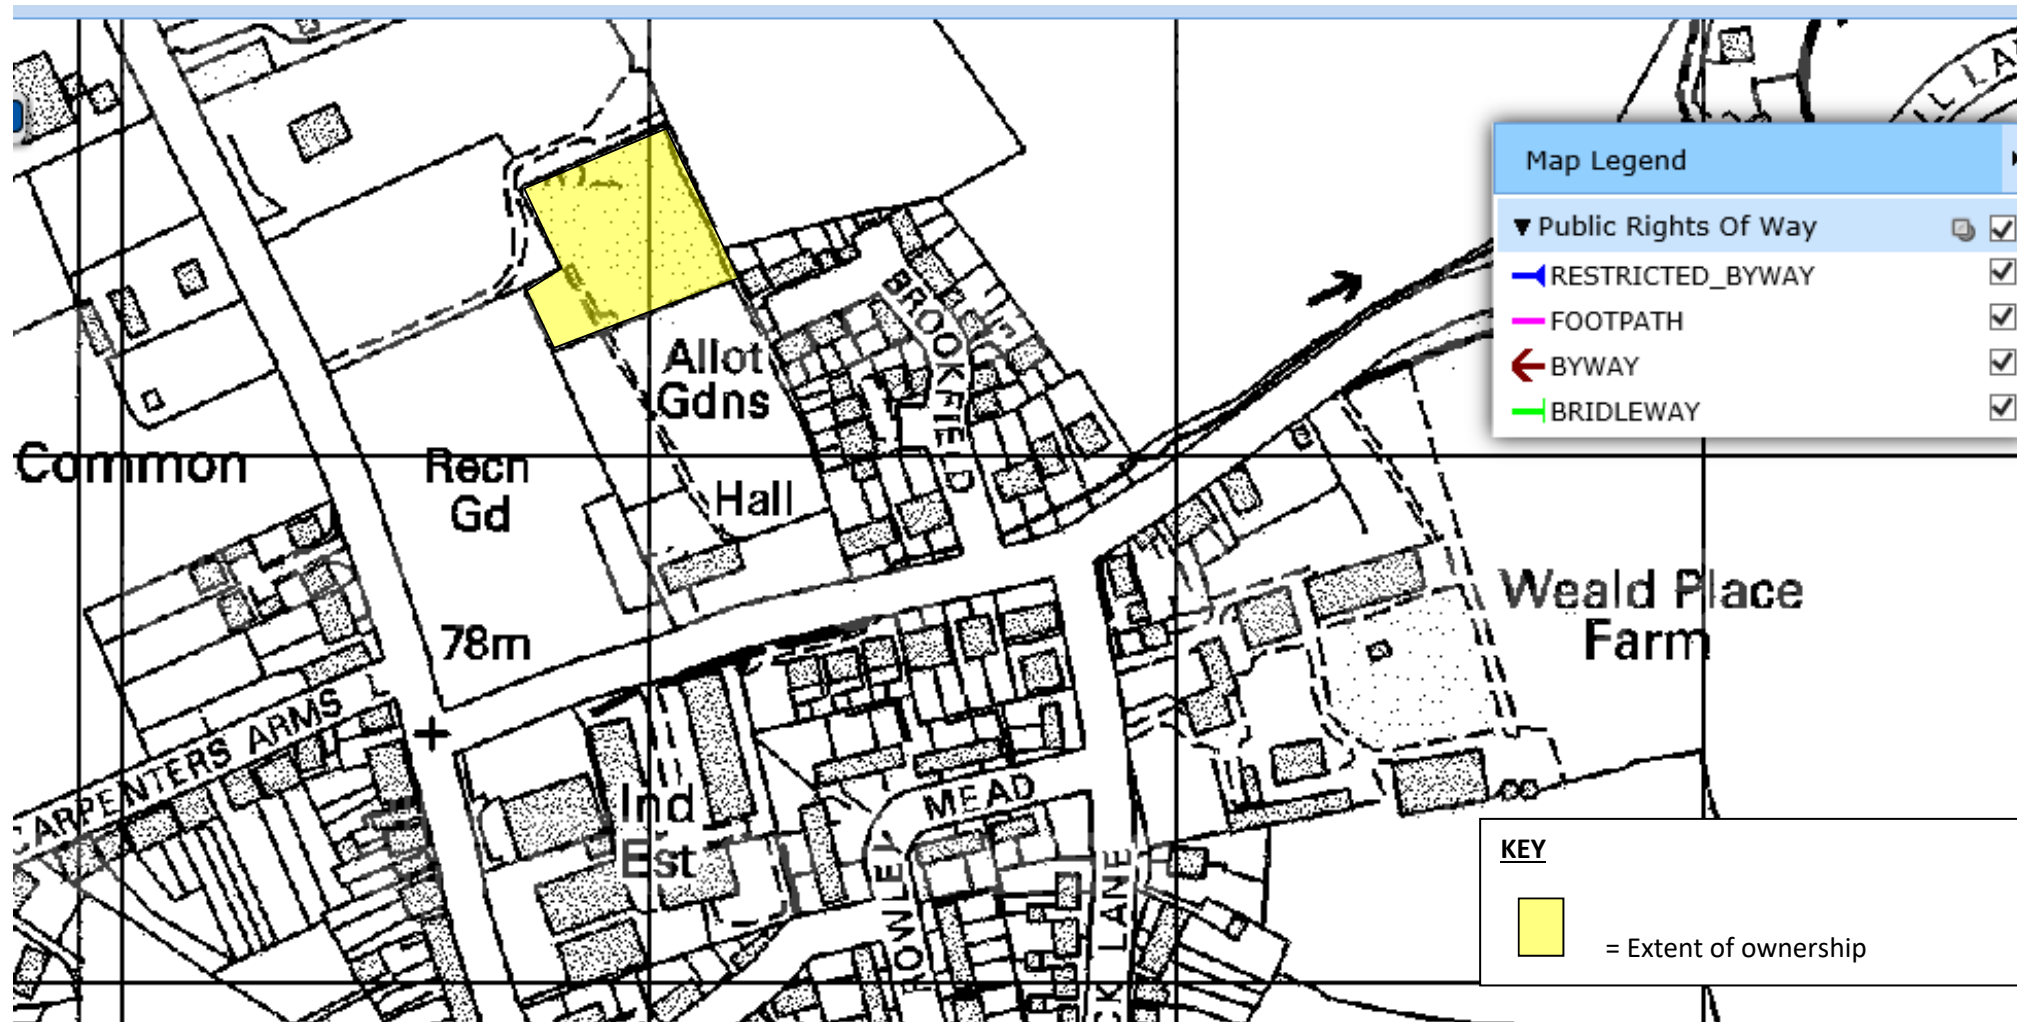 Map Legend
Public Rights Of Way
RESTRICTED_BYWAY
FOOTPATH
BYWAY
BRIDLEWAY
Allot
Gdns
BROOKFIELD
Common
Recn
Gd
Hall
78m
Weald Place
Farm
CARPENTERS ARMS
Ind
Est
ROWLEY
MEAD
LANE
KEY
= Extent of ownership